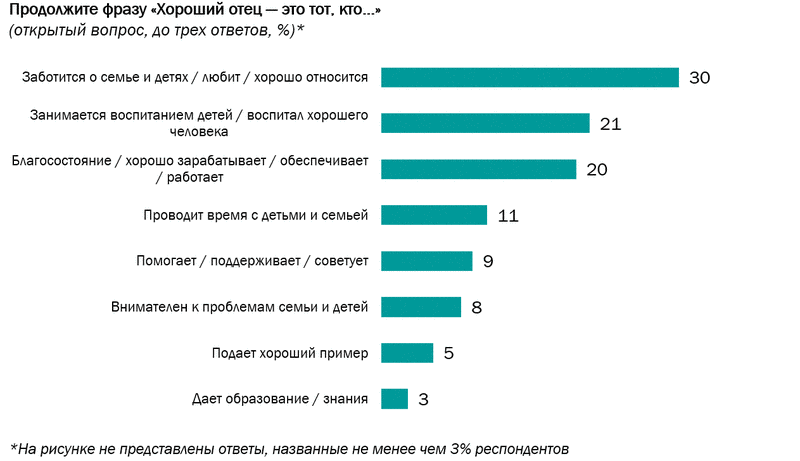 Продолжите фразу «Хороший отец — это тот, кто...»
(открытый вопрос, до трех ответов, %)*
Заботится о семье и детях / любит / хорошо относится
30
Занимается воспитанием детей / воспитал хорошего
человека
21
Благосостояние / хорошо зарабатывает / обеспечивает
/ работает
20
Проводит время с детьми и семьей
11
Помогает / поддерживает / советует
9
Внимателен к проблемам семьи и детей
8
Подает хороший пример
5
Дает образование / знания
3
*На рисунке не представлены ответы, названные не менее чем 3% респондентов